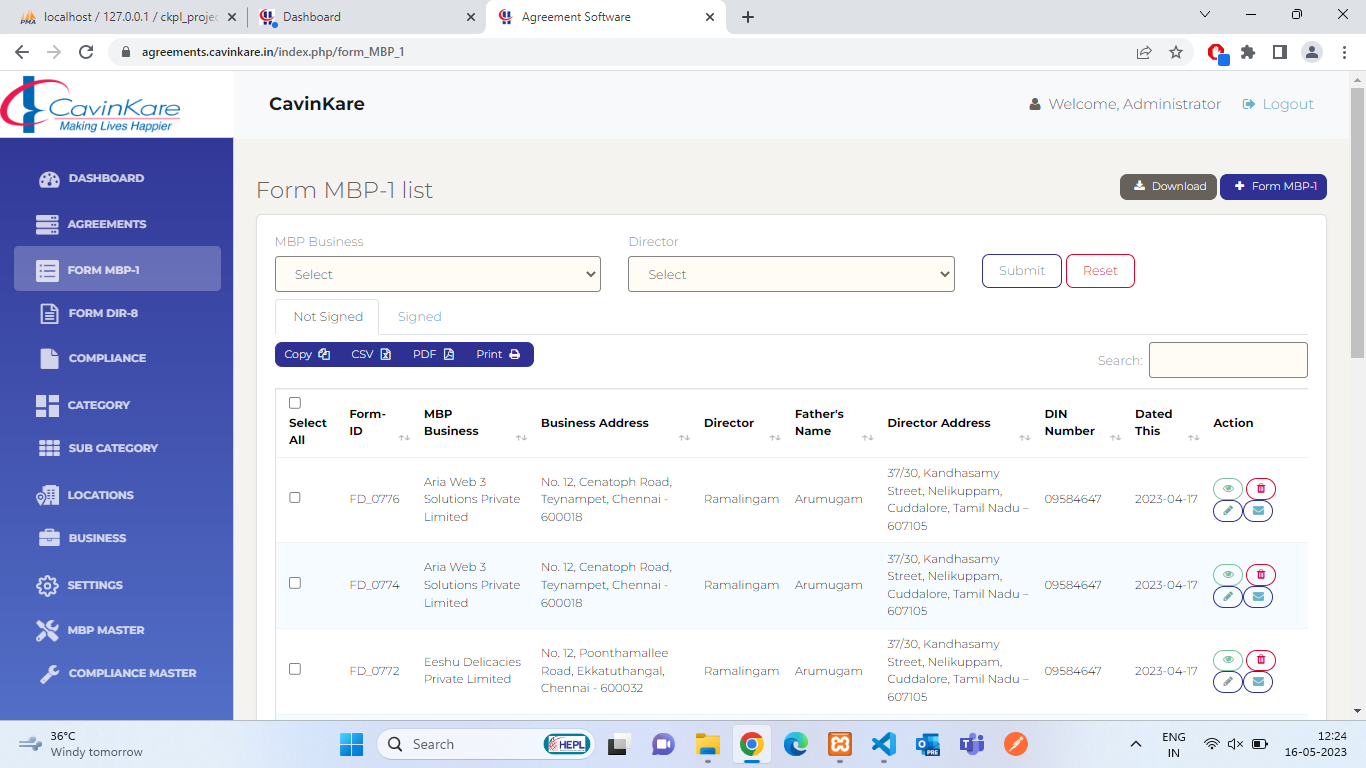 localhost / 127.0.0.1 / ckpl_projec
Dashboard
Agreement Software
agreements.cavinkare.in/index.php/form_MBP_1
CavinKare
Making Lives Happier
CavinKare
Welcome, Administrator
Logout
DASHBOARD
AGREEMENTS
FORM MBP-1
FORM DIR-8
COMPLIANCE
CATEGORY
SUB CATEGORY
LOCATIONS
BUSINESS
SETTINGS
MBP MASTER
COMPLIANCE MASTER
Form MBP-1 list
Download
+ Form MBP-1
MBP Business
Director
Select
Select
Submit
Reset
Not Signed
Signed
Copy
CSV
PDF
Print
Search:
Select
All
Form-
ID
MBP
Business
Business Address
Director
Father's
Name
Director Address
DIN
Number
Dated
This
Action
FD_0776
Aria Web 3
Solutions Private
Limited
No. 12, Cenatoph Road,
Teynampet, Chennai -
600018
Ramalingam
Arumugam
37/30, Kandhasamy
Street, Nelikuppam,
Cuddalore, Tamil Nadu –
607105
09584647
2023-04-17
FD_0774
Aria Web 3
Solutions Private
Limited
No. 12, Cenatoph Road,
Teynampet, Chennai -
600018
Ramalingam
Arumugam
37/30, Kandhasamy
Street, Nelikuppam,
Cuddalore, Tamil Nadu –
607105
09584647
2023-04-17
FD_0772
Eeshu Delicacies
Private Limited
No. 12, Poonthamallee
Road, Ekkatuthangal,
Chennai - 600032
Ramalingam
Arumugam
37/30, Kandhasamy
Street, Nelikuppam,
Cuddalore, Tamil Nadu –
607105
09584647
2023-04-17
36°C
Windy tomorrow
Search
HEPL
PRE
ENG
IN
12:24
16-05-2023